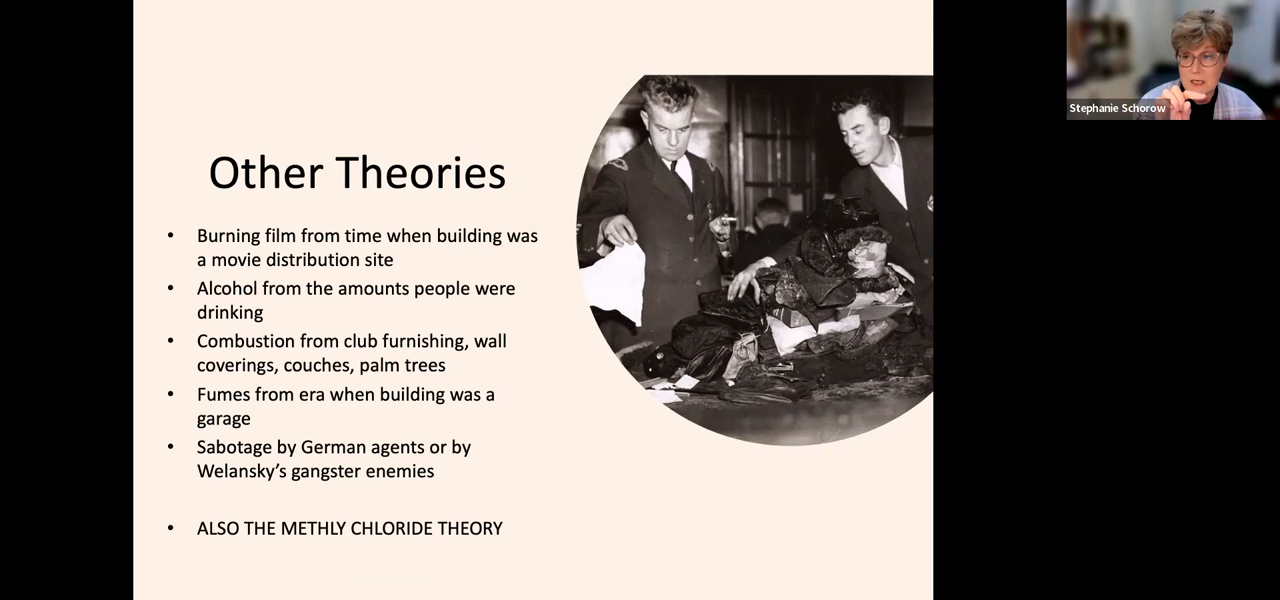 Other Theories
• Burning film from time when building was
a movie distribution site
• Alcohol from the amounts people were
drinking
• Combustion from club furnishing, wall
coverings, couches, palm trees
• Fumes from era when building was a
garage
• Sabotage by German agents or by
Welansky’s gangster enemies
• ALSO THE METHLY CHLORIDE THEORY
Stephanie Schorow